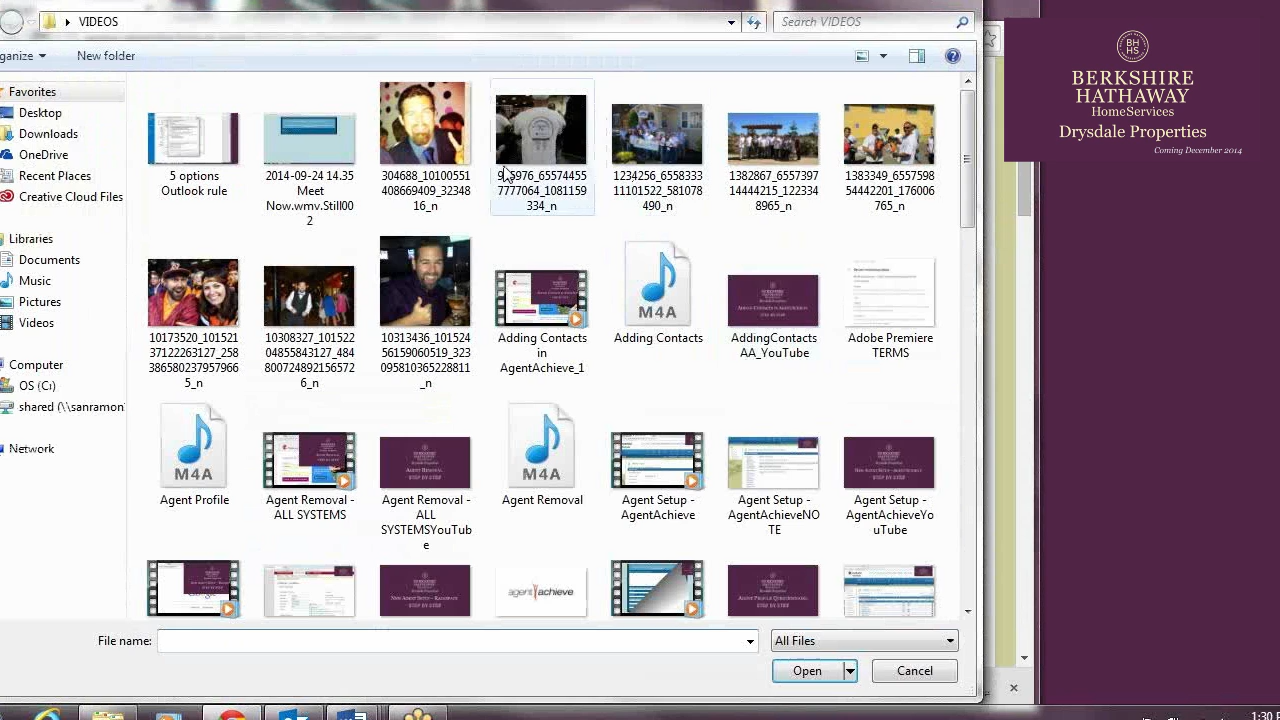 VIDEOS
Search VIDEOS
ganize
New folder
BHHS
BERKSHIRE
HATHAWAY
HomeServices
Drysdale Properties
Coming December 2014
Favorites
Desktop
Downloads
OneDrive
Recent Places
Creative Cloud Files
Libraries
Documents
Music
Pictures
Videos
Computer
OS (C:)
shared (\\sanramon
Network
5 options
Outlook rule
2014-09-24 14.35
Meet
Now.wmv.Still00
2
304688_10100551
408669409_32348
16_n
5976_65574455
7777064_1081159
334_n
1234256_6558333
11101522_581078
490_n
1382867_6557397
14444215_122334
8965_n
1383349_6557598
54442201_176006
765_n
10173520_101521
37122263127_258
386580237957966
5_n
10308327_101522
04855843127_484
800724892156572
6_n
10313436_101524
56159060519_323
095810365228811
_n
Adding Contacts
in
AgentAchieve_1
M4A
Adding Contacts
AddingContacts
AA_YouTube
Adobe Premiere
TERMS
M4A
Agent Profile
Agent Removal -
ALL SYSTEMS
Agent Removal -
ALL
SYSTEMSYouTub
e
M4A
Agent Removal
Agent Setup -
AgentAchieve
Agent Setup -
AgentAchieveNO
TE
Agent Setup -
AgentAchieveYo
uTube
agent achieve
File name:
All Files
Open
Cancel
1:30